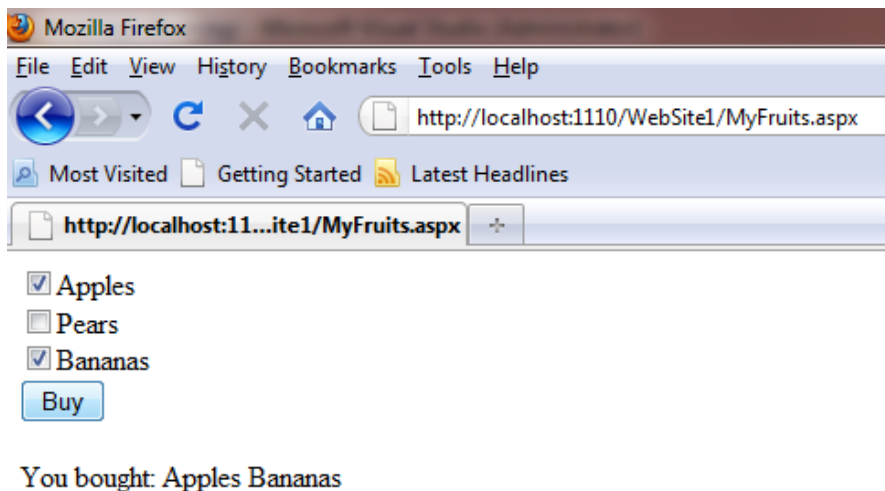 Mozilla Firefox
File Edit View History Bookmarks Tools Help
http://localhost:1110/WebSite1/MyFruits.aspx
Most Visited Getting Started Latest Headlines
http://localhost:11...ite1/MyFruits.aspx
Apples
Pears
Bananas
Buy
You bought: Apples Bananas